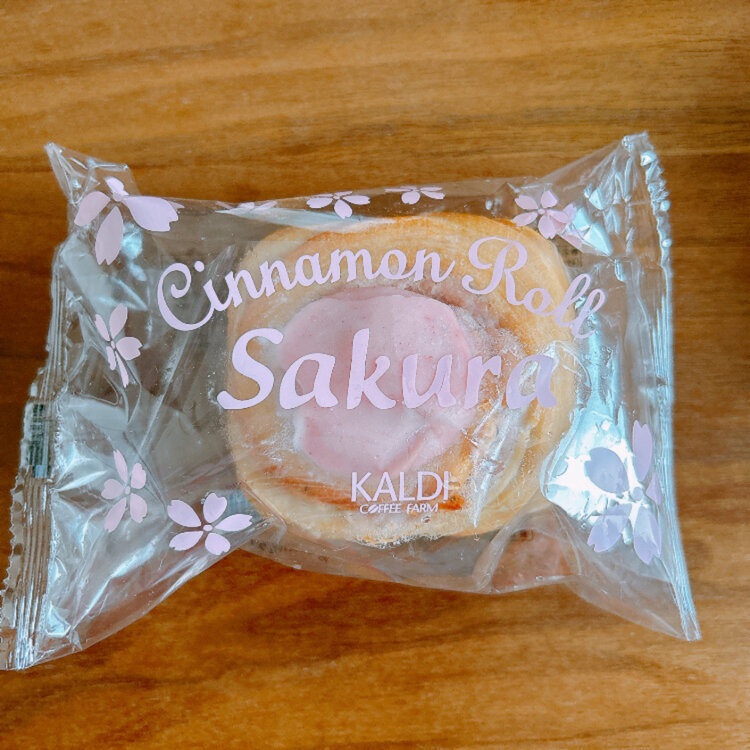 Cinnamon Roll
Sakura
KALDI
COFFEE FARM